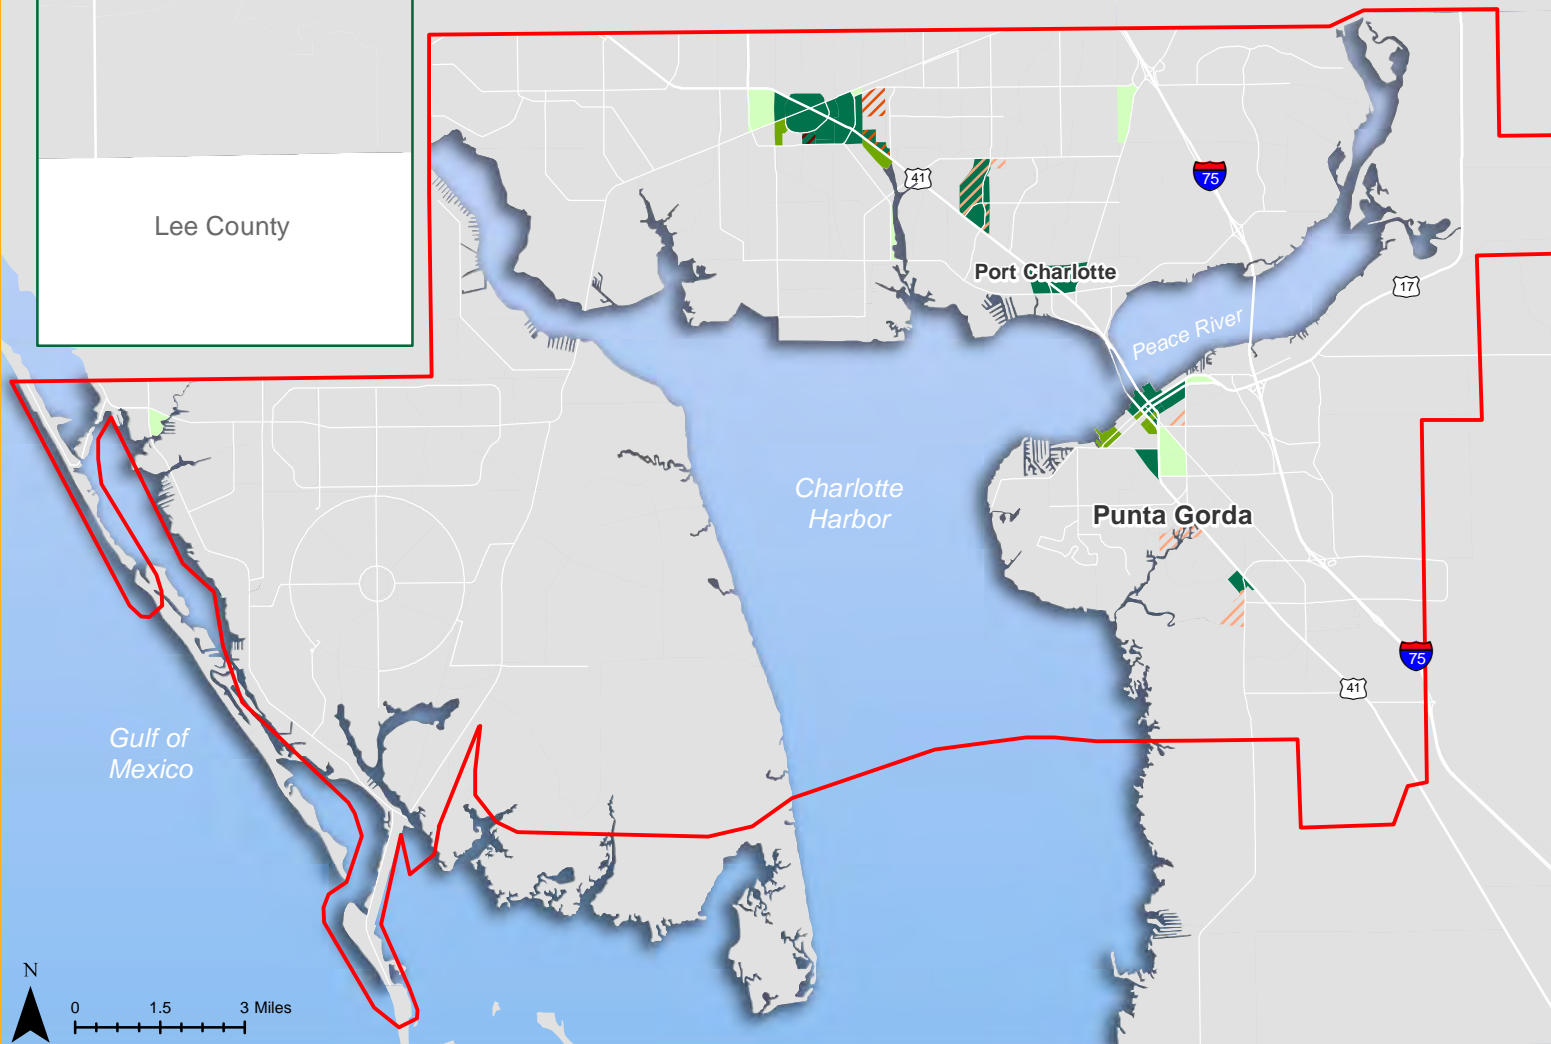 Lee County
41
75
Port Charlotte
17
Peace River
Charlotte
Harbor
Punta Gorda
75
41
Gulf of
Mexico
N
0 1.5 3 Miles